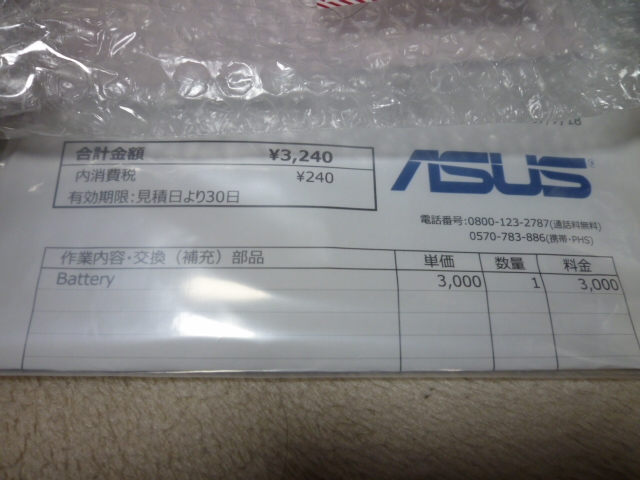 合計金額 ¥3,240
内消費税 ¥240
有効期限:見積日より30日
ASUS
電話番号:0800-123-2787(通話料無料)
0570-783-886(携帯・PHS)
作業内容・交換(補充)部品 単価 数量 料金
Battery 3,000 1 3,000